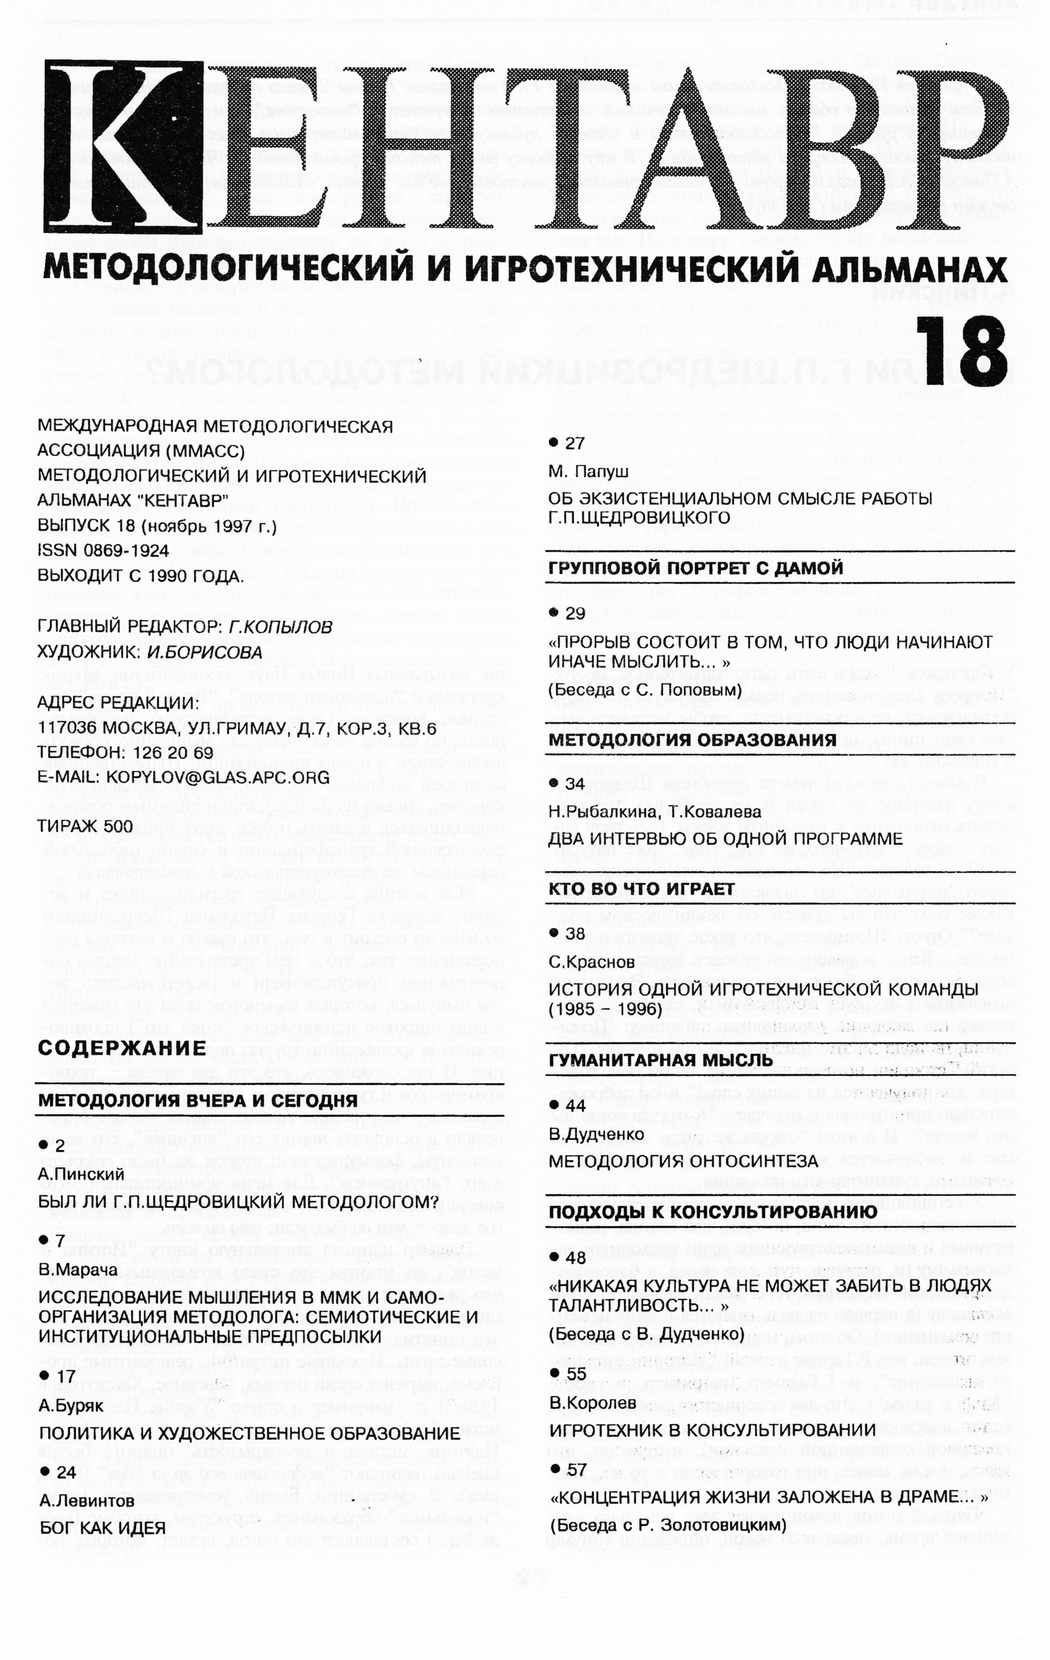 КЕНТАВР
МЕТОДОЛОГИЧЕСКИЙ И ИГРОТЕХНИЧЕСКИЙ АЛЬМАНАХ
18
МЕЖДУНАРОДНАЯ МЕТОДОЛОГИЧЕСКАЯ
АССОЦИАЦИЯ (ММАСС)
МЕТОДОЛОГИЧЕСКИЙ И ИГРОТЕХНИЧЕСКИЙ
АЛЬМАНАХ "КЕНТАВР"
ВЫПУСК 18 (ноябрь 1997 г.)
ISSN 0869-1924
ВЫХОДИТ С 1990 ГОДА.
ГЛАВНЫЙ РЕДАКТОР: Г.КОПЫЛОВ
ХУДОЖНИК: И.БОРИСОВА
АДРЕС РЕДАКЦИИ:
117036 МОСКВА, УЛ.ГРИМАУ, Д.7, КОР.3, КВ.6
ТЕЛЕФОН: 126 20 69
E-MAIL: KOPYLOV@GLAS.APC.ORG
ТИРАЖ 500
СОДЕРЖАНИЕ
МЕТОДОЛОГИЯ ВЧЕРА И СЕГОДНЯ
● 2
А.Пинский
БЫЛ ЛИ Г.П.ЩЕДРОВИЦКИЙ МЕТОДОЛОГОМ?
● 7
В.Марача
ИССЛЕДОВАНИЕ МЫШЛЕНИЯ В ММК И САМО-
ОРГАНИЗАЦИЯ МЕТОДОЛОГА: СЕМИОТИЧЕСКИЕ И
ИНСТИТУЦИОНАЛЬНЫЕ ПРЕДПОСЫЛКИ
● 17
А.Буряк
ПОЛИТИКА И ХУДОЖЕСТВЕННОЕ ОБРАЗОВАНИЕ
● 24
А.Левинтов
БОГ КАК ИДЕЯ
● 27
М. Папуш
ОБ ЭКЗИСТЕНЦИАЛЬНОМ СМЫСЛЕ РАБОТЫ
Г.П.ЩЕДРОВИЦКОГО
ГРУППОВОЙ ПОРТРЕТ С ДАМОЙ
● 29
«ПРОРЫВ СОСТОИТ В ТОМ, ЧТО ЛЮДИ НАЧИНАЮТ
ИНАЧЕ МЫСЛИТЬ... »
(Беседа с С. Поповым)
МЕТОДОЛОГИЯ ОБРАЗОВАНИЯ
● 34
Н.Рыбалкина, Т.Ковалева
ДВА ИНТЕРВЬЮ ОБ ОДНОЙ ПРОГРАММЕ
КТО ВО ЧТО ИГРАЕТ
● 38
С.Краснов
ИСТОРИЯ ОДНОЙ ИГРОТЕХНИЧЕСКОЙ КОМАНДЫ
(1985 - 1996)
ГУМАНИТАРНАЯ МЫСЛЬ
● 44
В.Дудченко
МЕТОДОЛОГИЯ ОНТОСИНТЕЗА
ПОДХОДЫ К КОНСУЛЬТИРОВАНИЮ
● 48
«НИКАКАЯ КУЛЬТУРА НЕ МОЖЕТ ЗАБИТЬ В ЛЮДЯХ
ТАЛАНТЛИВОСТЬ... »
(Беседа с В. Дудченко)
● 55
В.Королев
ИГРОТЕХНИК В КОНСУЛЬТИРОВАНИИ
● 57
«КОНЦЕНТРАЦИЯ ЖИЗНИ ЗАЛОЖЕНА В ДРАМЕ... »
(Беседа с Р. Золотовицким)